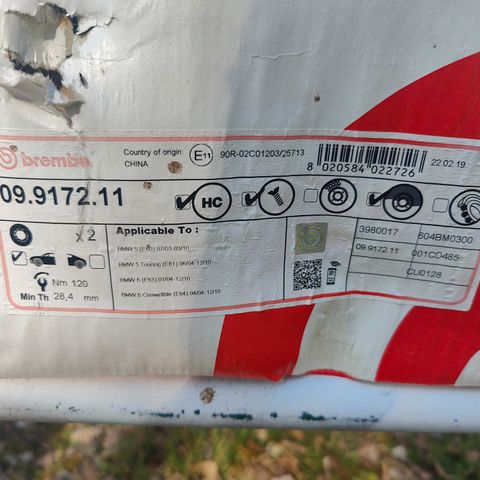 brembo
Country of origin
CHINA
E11
90R-02C01203/25713
8 020584 022726
22.02.19
09.9172.11
HC
x 2
Nm 120
Min Th 28,4 mm
Applicable To :
BMW 5 (E60) 07/03-03/10
BMW 5 Touring (E61) 06/04-12/10
BMW 6 (E63) 01/04-12/10
BMW 6 Convertible (E64) 04/04-12/10
3980017 604BM0300
09.9172.11 001CD485
CU0128